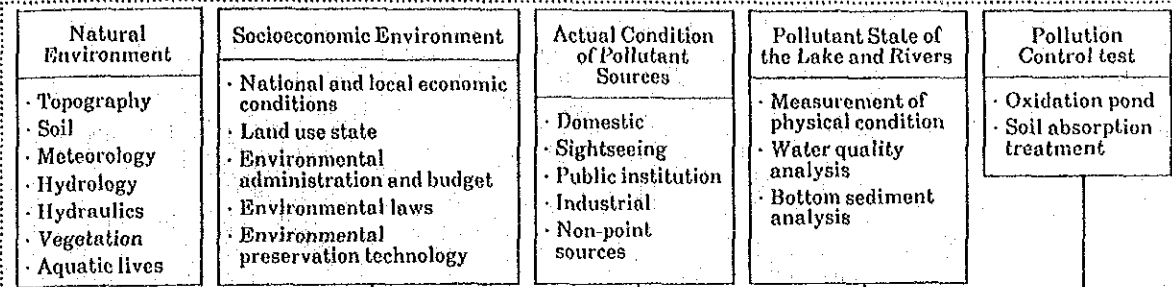 Natural
Environment
· Topography
· Soil
· Meteorology
· Hydrology
· Hydraulics
· Vegetation
· Aquatic lives
Socioeconomic Environment
· National and local economic
conditions
· Land use state
· Environmental
administration and budget
· Environmental laws
· Environmental
preservation technology
Actual Condition
of Pollutant
Sources
· Domestic
· Sightseeing
· Public institution
· Industrial
· Non-point
sources
Pollutant State of
the Lake and Rivers
· Measurement of
physical condition
· Water quality
analysis
· Bottom sediment
analysis
Pollution
Control test
· Oxidation pond
· Soil absorption
treatment